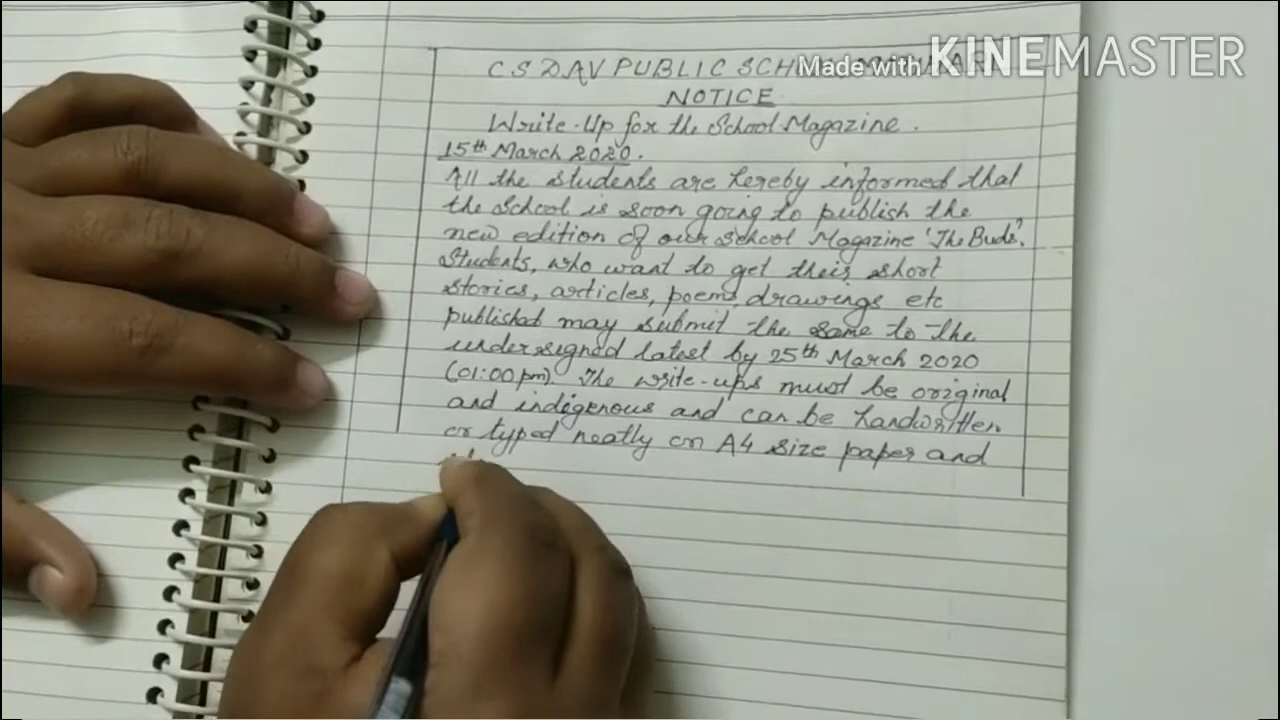 CS DAV PUBLIC SCHOOL
Made with KINEMASTER
NOTICE
Write-Up for the School Magazine.
15th March 2020.
All the students are hereby informed that
the School is soon going to publish the
new edition of our School Magazine 'The Buds'.
Students, who want to get their short
stories, articles, poems, drawings etc
published may submit the same to the
undersigned latest by 25th March 2020
(01:00pm). The write-ups must be original
and indigenous and can be handwritten
or typed neatly on A4 size paper and